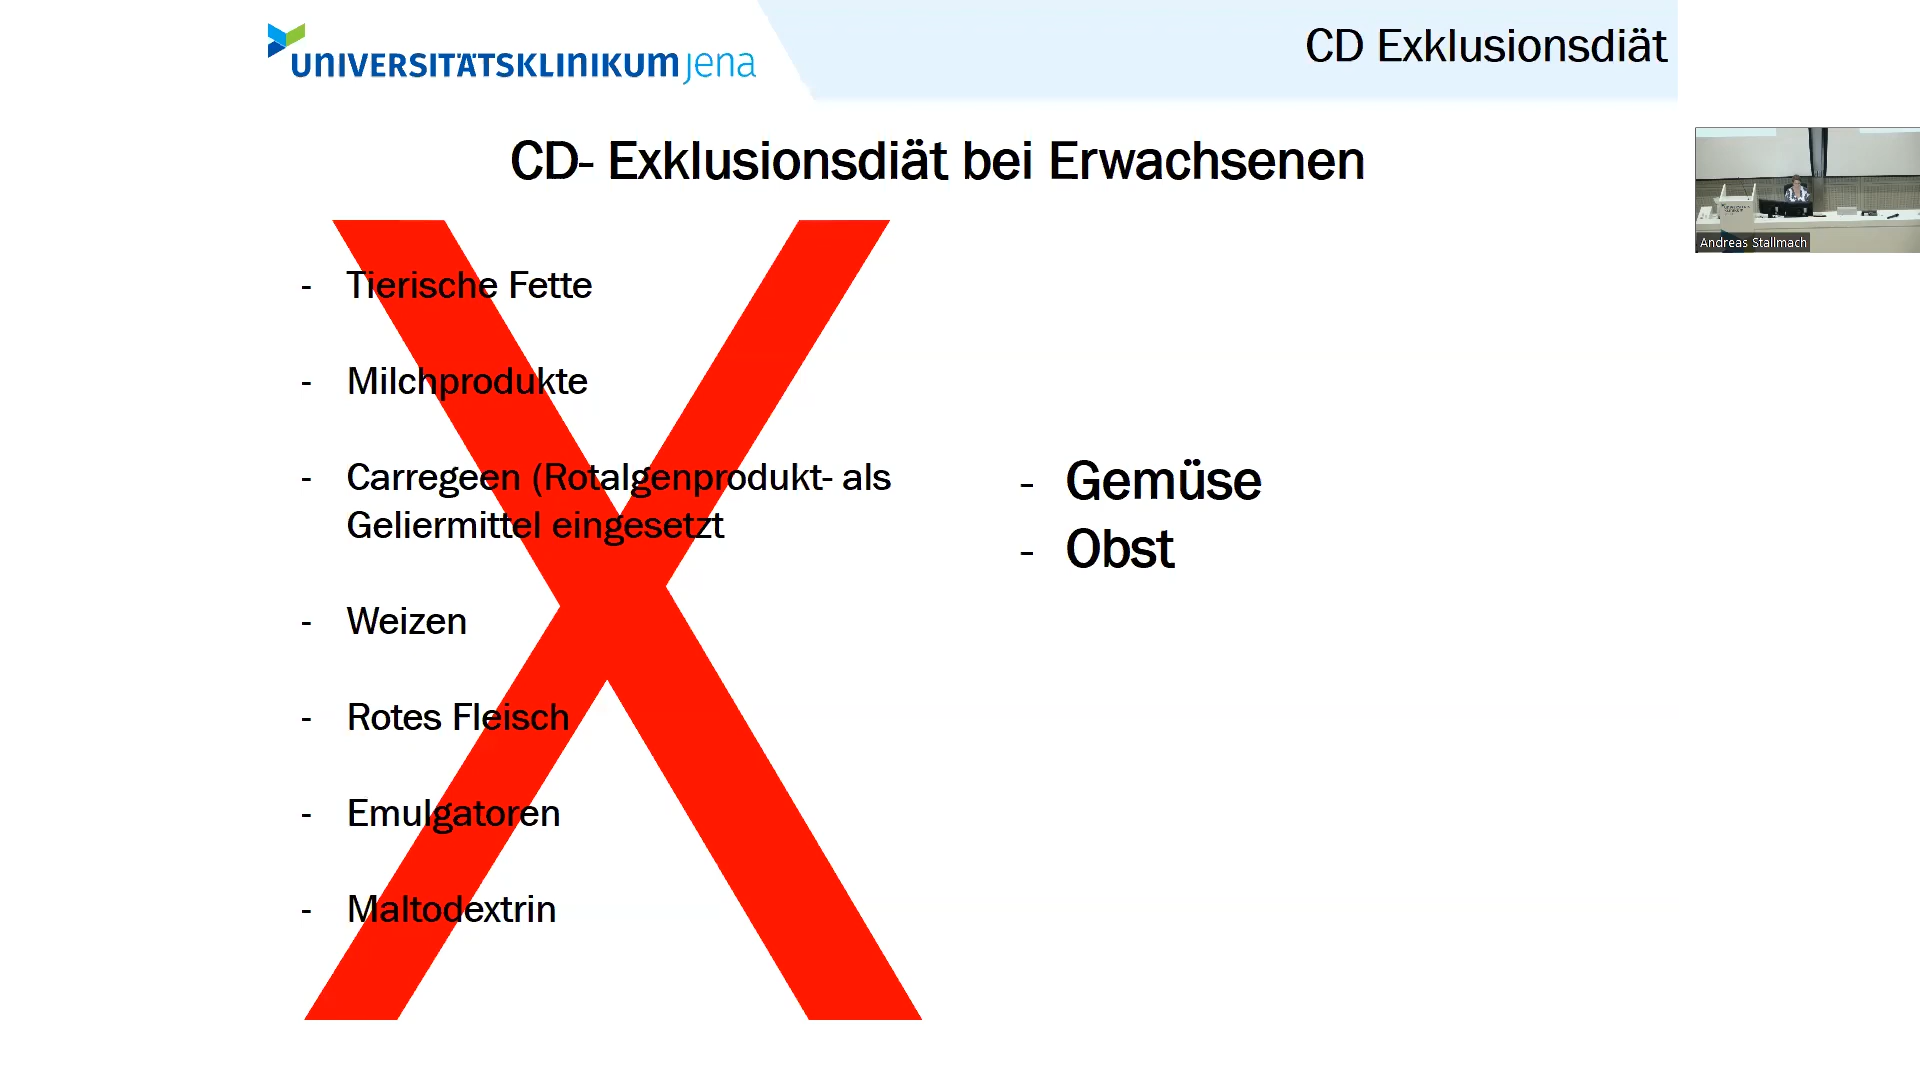 UNIVERSITÄTSKLINIKUM jena
CD Exklusionsdiät
CD- Exklusionsdiät bei Erwachsenen
- Tierische Fette
- Milchprodukte
- Carregeen (Rotalgenprodukt- als
Geliermittel eingesetzt
- Weizen
- Rotes Fleisch
- Emulgatoren
- Maltodextrin
- Gemüse
- Obst
Andreas Stallmach